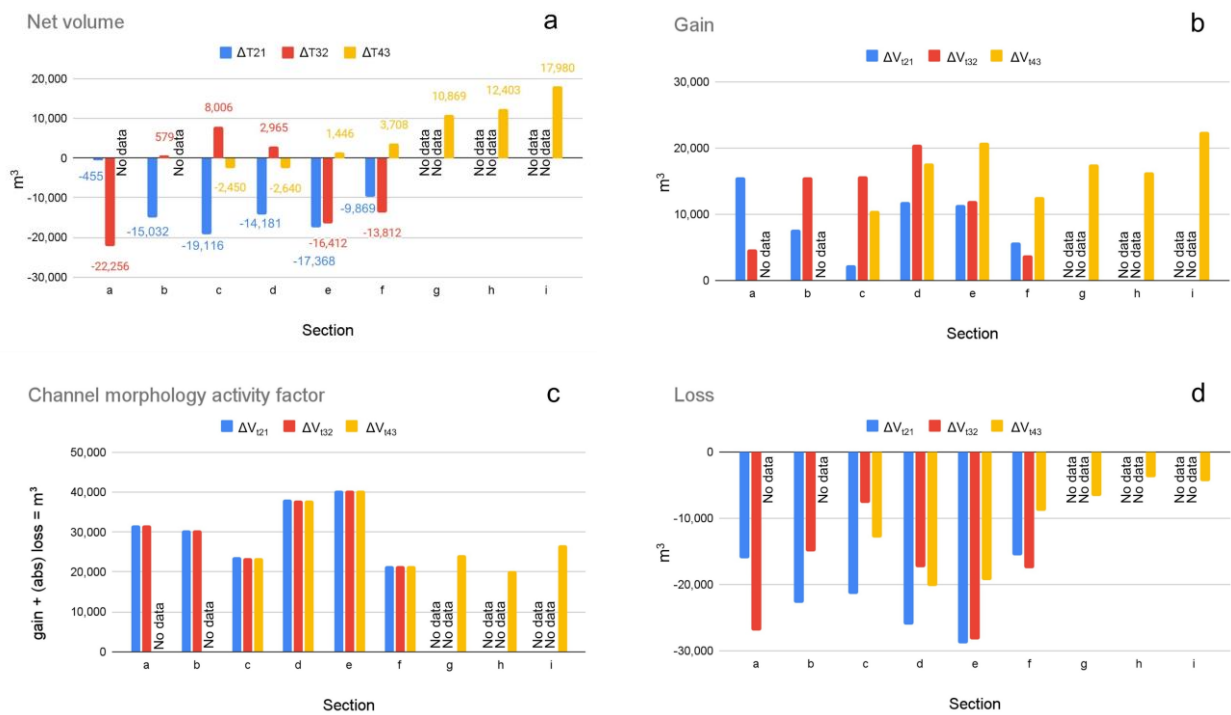 Net volume
a
ΔT21 ΔT32 ΔT43
20,000
10,000
0
-10,000
-20,000
-30,000
m³
-455
-22,256
No data
-15,032
579
No data
-19,116
8,006
-2,450
-14,181
2,965
-2,640
-17,368
-16,412
1,446
-9,869
-13,812
3,708
No data
No data
10,869
No data
No data
12,403
No data
No data
17,980
a b c d e f g h i
Section
Gain
b
ΔVt21 ΔVt32 ΔVt43
30,000
20,000
10,000
0
No data
No data
No data
No data
No data
No data
No data
No data
a b c d e f g h i
Section
Channel morphology activity factor
c
ΔVt21 ΔVt32 ΔVt43
50,000
40,000
30,000
20,000
10,000
0
gain + (abs) loss = m³
No data
No data
No data
No data
No data
No data
No data
No data
a b c d e f g h i
Section
Loss
d
ΔVt21 ΔVt32 ΔVt43
0
-10,000
-20,000
-30,000
m³
No data
No data
No data
No data
No data
No data
No data
No data
a b c d e f g h i
Section